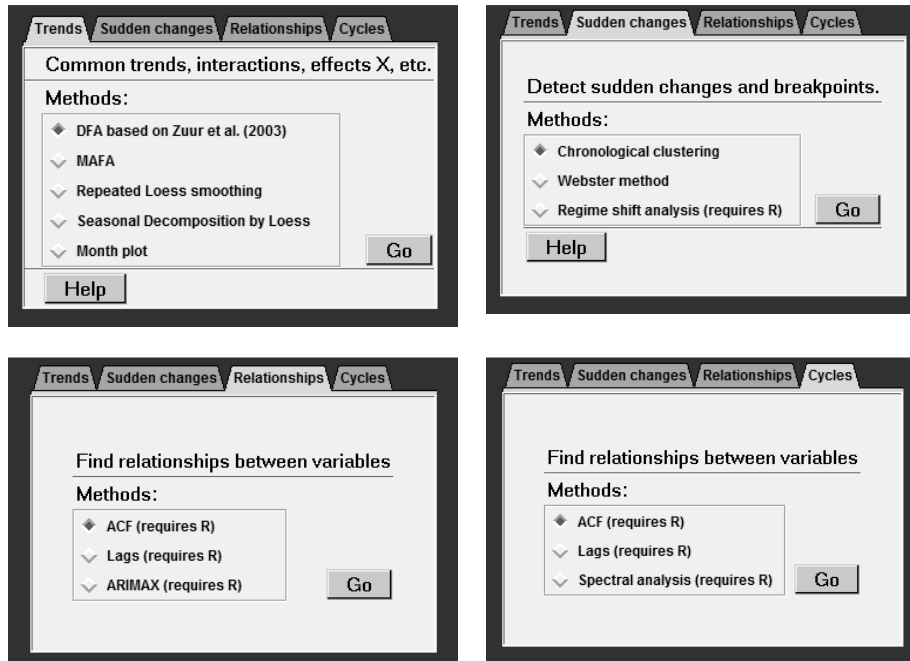 Trends Sudden changes Relationships Cycles
Common trends, interactions, effects X, etc.
Methods:
DFA based on Zuur et al. (2003)
MAFA
Repeated Loess smoothing
Seasonal Decomposition by Loess
Month plot
Go
Help
Trends Sudden changes Relationships Cycles
Detect sudden changes and breakpoints.
Methods:
Chronological clustering
Webster method
Regime shift analysis (requires R)
Go
Help
Trends Sudden changes Relationships Cycles
Find relationships between variables
Methods:
ACF (requires R)
Lags (requires R)
ARIMAX (requires R)
Go
Trends Sudden changes Relationships Cycles
Find relationships between variables
Methods:
ACF (requires R)
Lags (requires R)
Spectral analysis (requires R)
Go